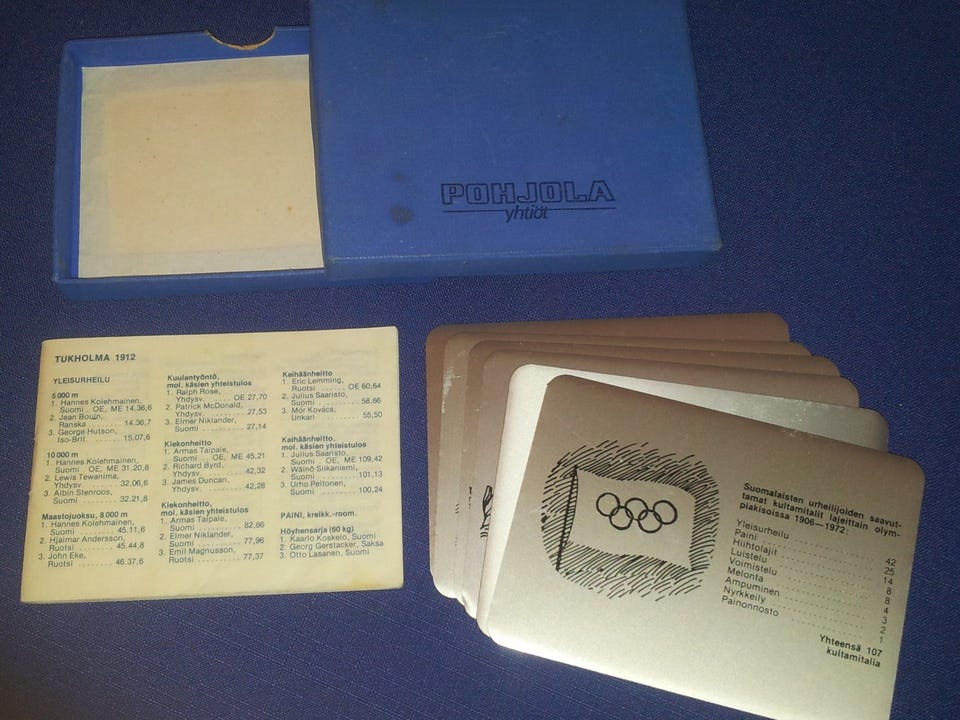 POHJOLA
yhtiöt
TUKHOLMA 1912
YLEISURHEILU
5 000 m
1. Hannes Kolehmainen,
Suomi . OE, ME 14.36,6
2. Jean Bouin,
Ranska ............ 14.36,7
3. George Hutson,
Iso-Brit. ........... 15.07,6
10 000 m
1. Hannes Kolehmainen,
Suomi .. OE, ME 31.20,8
2. Lewis Tewanima,
Yhdysv. ........... 32.06,6
3. Albin Stenroos,
Suomi ............. 32.21,8
Maastojuoksu, 8 000 m
1. Hannes Kolehmainen,
Suomi ............. 45.11,6
2. Hjalmar Andersson,
Ruotsi ............. 45.44,8
3. John Eke,
Ruotsi ............. 46.37,6
Kuulantyöntö,
mol. käsien yhteistulos
1. Ralph Rose,
Yhdysv. ....... OE 27,70
2. Patrick McDonald,
Yhdysv. ........... 27,53
3. Elmer Niklander,
Suomi ............. 27,14
Kiekonheitto
1. Armas Taipale,
Suomi .... OE, ME 45,21
2. Richard Byrd,
Yhdysv. ........... 42,32
3. James Duncan,
Yhdysv. ........... 42,28
Kiekonheitto,
mol. käsien yhteistulos
1. Armas Taipale,
Suomi ............. 82,86
2. Elmer Niklander,
Suomi ............. 77,96
3. Emil Magnusson,
Ruotsi ............. 77,37
Keihäänheitto
1. Eric Lemming,
Ruotsi ........ OE 60,64
2. Julius Saaristo,
Suomi ............. 58,66
3. Mór Kovács,
Unkari ............. 55,50
Keihäänheitto,
mol. käsien yhteistulos
1. Julius Saaristo,
Suomi .. OE, ME 109,42
2. Wäinö Siikaniemi,
Suomi ............ 101,13
3. Urho Peltonen,
Suomi ............ 100,24
PAINI, kreikk.-room.
Höyhensarja (60 kg)
1. Kaarlo Koskelo, Suomi
2. Georg Gerstacker, Saksa
3. Otto Lasanen, Suomi
Suomalaisten urheilijoiden saavut-
tamat kultamitalit lajeittain olym-
piakisoissa 1906—1972:
Yleisurheilu ............ 42
Paini ............ 25
Hiihtolajit ............ 14
Luistelu ............ 8
Voimistelu ............ 8
Melonta ............ 4
Ampuminen ............ 3
Nyrkkeily ............ 2
Painonnosto ............ 1
Yhteensä 107
kultamitalia